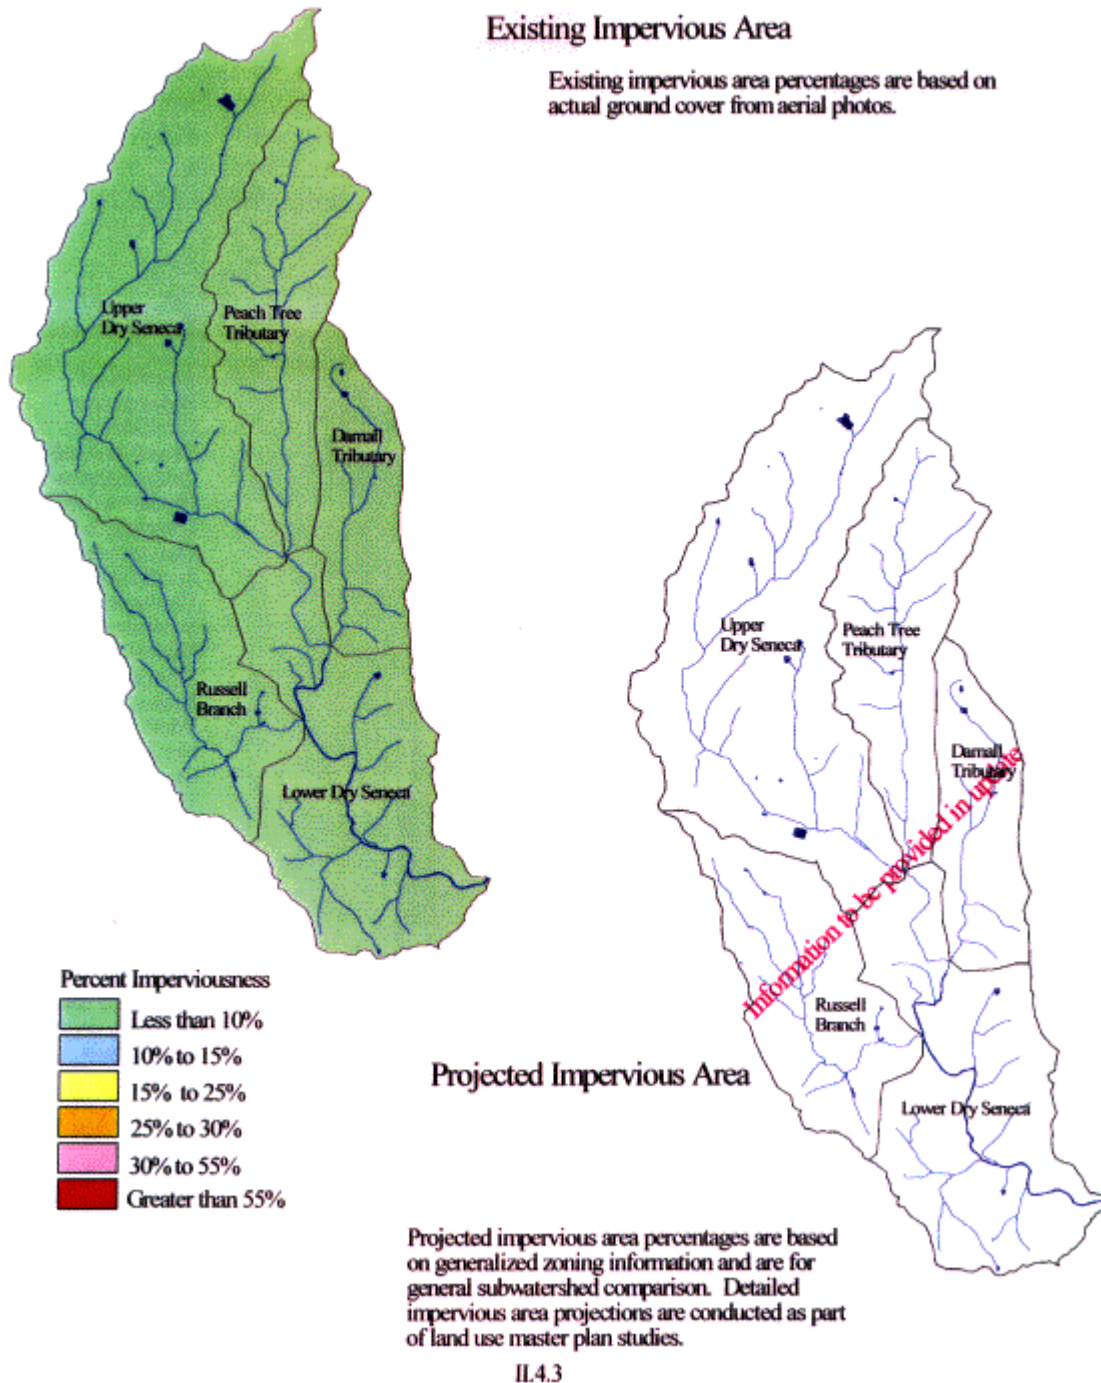 Existing Impervious Area
Existing impervious area percentages are based on
actual ground cover from aerial photos.
Upper
Dry Seneca
Peach Tree
Tributary
Darnall
Tributary
Russell
Branch
Lower Dry Seneca
Percent Imperviousness
Less than 10%
10% to 15%
15% to 25%
25% to 30%
30% to 55%
Greater than 55%
Upper
Dry Seneca
Peach Tree
Tributary
Darnall
Tributary
Information to be provided in update
Russell
Branch
Lower Dry Seneca
Projected Impervious Area
Projected impervious area percentages are based
on generalized zoning information and are for
general subwatershed comparison. Detailed
impervious area projections are conducted as part
of land use master plan studies.
II.4.3